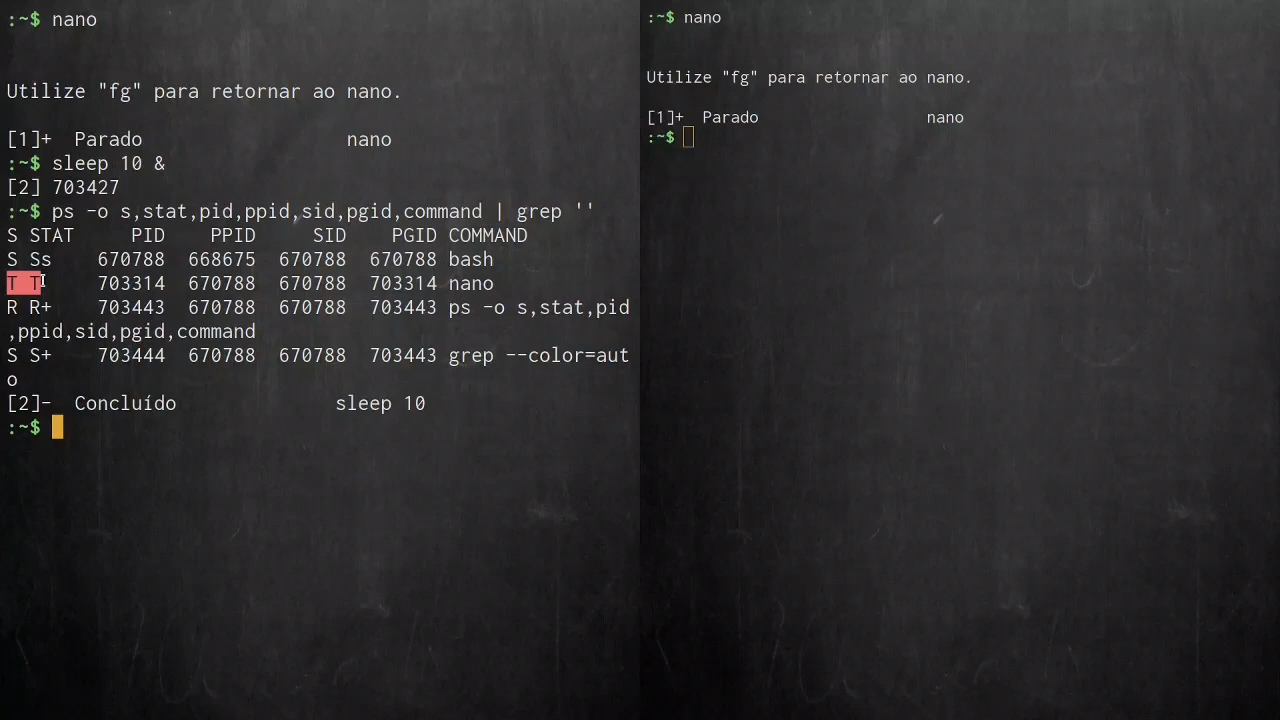 :~$ nano
Utilize "fg" para retornar ao nano.
[1]+  Parado                  nano
:~$ sleep 10 &
[2] 703427
:~$ ps -o s,stat,pid,ppid,sid,pgid,command | grep ''
S STAT     PID    PPID     SID    PGID COMMAND
S Ss    670788  668675  670788  670788 bash
T T     703314  670788  670788  703314 nano
R R+    703443  670788  670788  703443 ps -o s,stat,pid
,ppid,sid,pgid,command
S S+    703444  670788  670788  703443 grep --color=aut
o
[2]-  Concluído              sleep 10
:~$
:~$ nano
Utilize "fg" para retornar ao nano.
[1]+  Parado                  nano
:~$